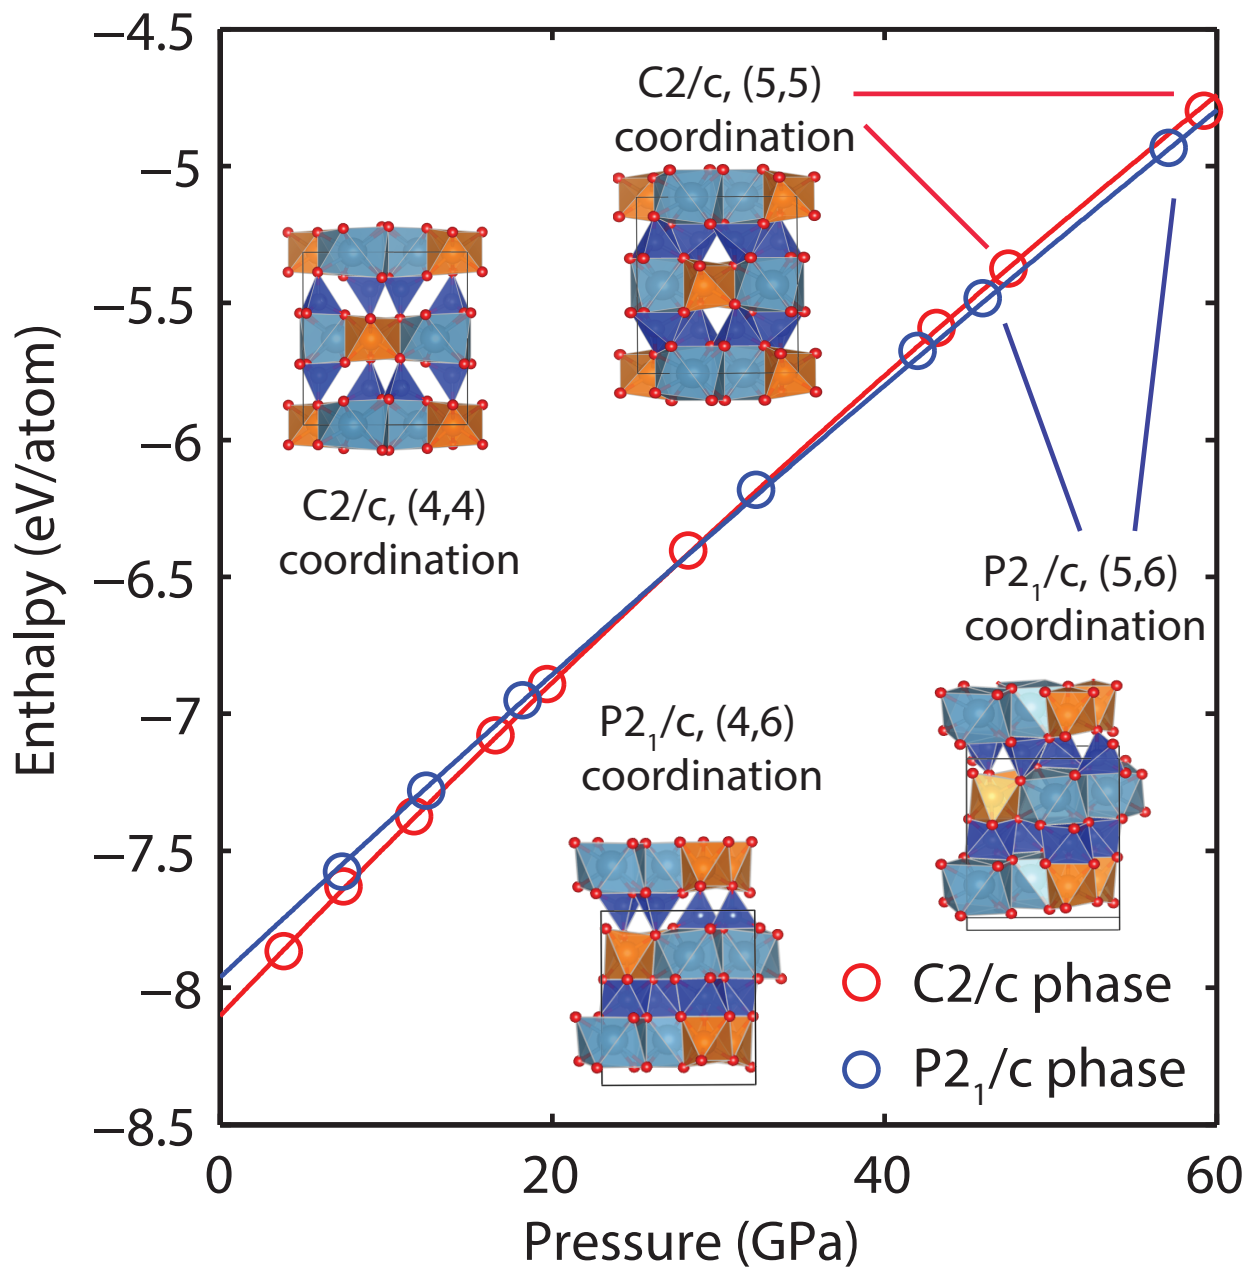 −4.5
−5
−5.5
−6
−6.5
−7
−7.5
−8
−8.5
Enthalpy (eV/atom)
0
20
40
60
Pressure (GPa)
C2/c, (5,5)
coordination
C2/c, (4,4)
coordination
P2₁/c, (5,6)
coordination
P2₁/c, (4,6)
coordination
C2/c phase
P2₁/c phase